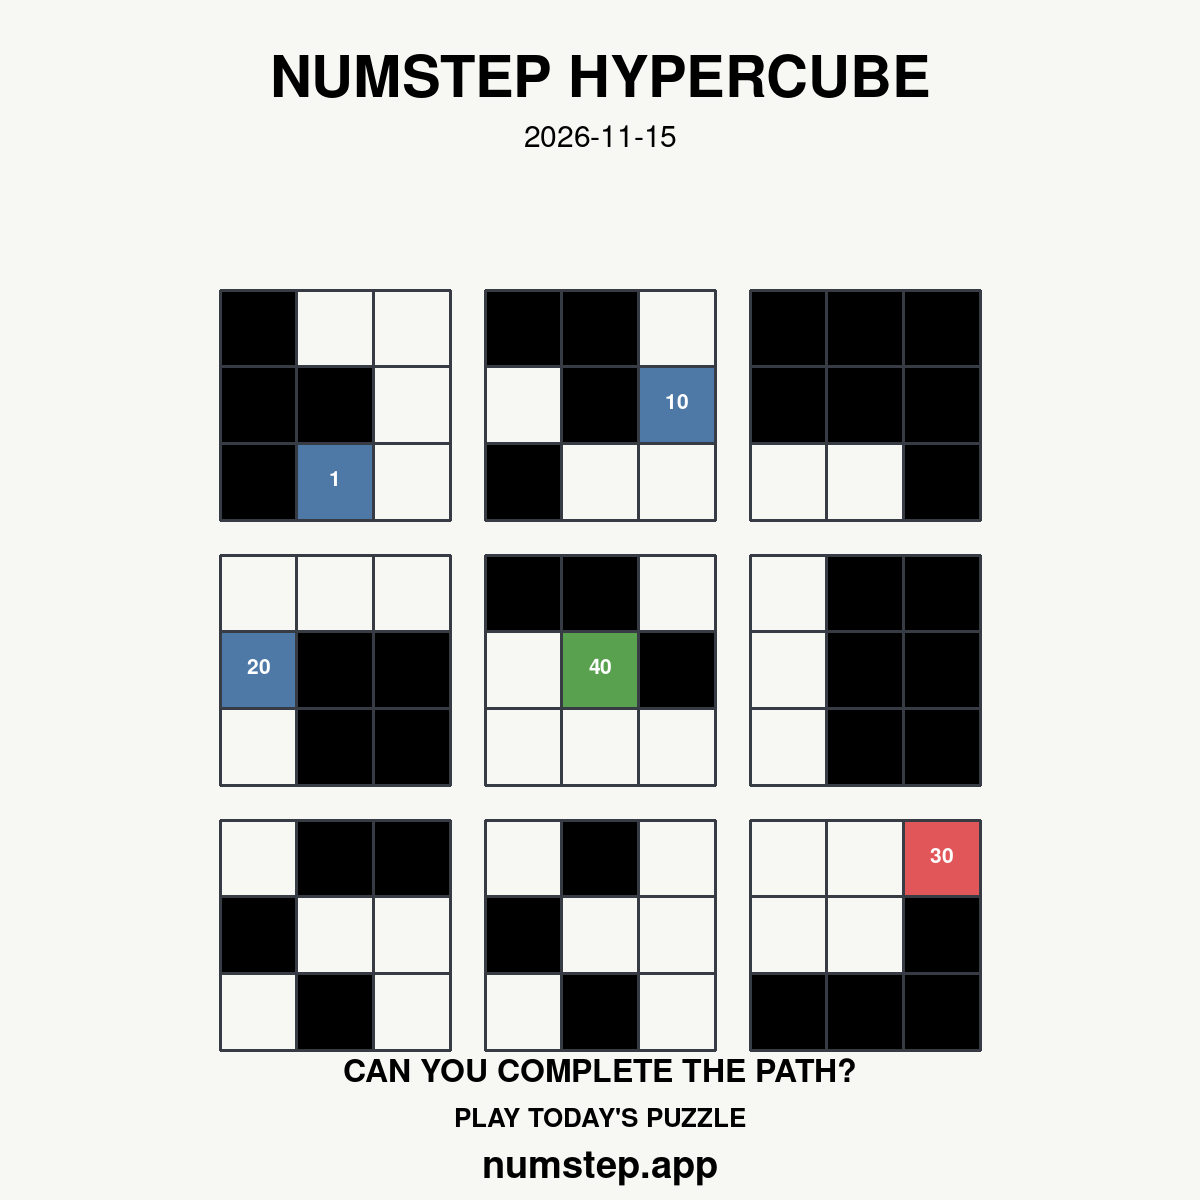 NUMSTEP HYPERCUBE
2026-11-15
10
1
20
40
30
CAN YOU COMPLETE THE PATH?
PLAY TODAY'S PUZZLE
numstep.app